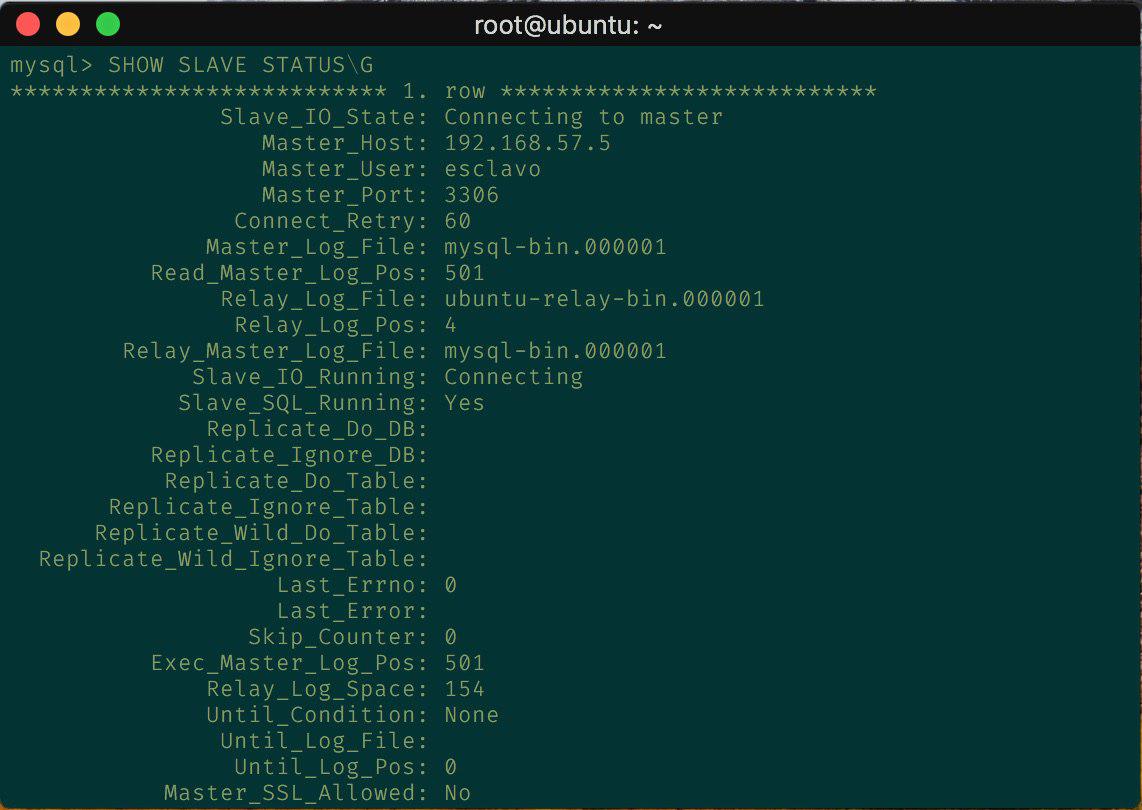 root@ubuntu: ~
mysql> SHOW SLAVE STATUS\G
*************************** 1. row ***************************
Slave_IO_State: Connecting to master
Master_Host: 192.168.57.5
Master_User: esclavo
Master_Port: 3306
Connect_Retry: 60
Master_Log_File: mysql-bin.000001
Read_Master_Log_Pos: 501
Relay_Log_File: ubuntu-relay-bin.000001
Relay_Log_Pos: 4
Relay_Master_Log_File: mysql-bin.000001
Slave_IO_Running: Connecting
Slave_SQL_Running: Yes
Replicate_Do_DB:
Replicate_Ignore_DB:
Replicate_Do_Table:
Replicate_Ignore_Table:
Replicate_Wild_Do_Table:
Replicate_Wild_Ignore_Table:
Last_Errno: 0
Last_Error:
Skip_Counter: 0
Exec_Master_Log_Pos: 501
Relay_Log_Space: 154
Until_Condition: None
Until_Log_File:
Until_Log_Pos: 0
Master_SSL_Allowed: No